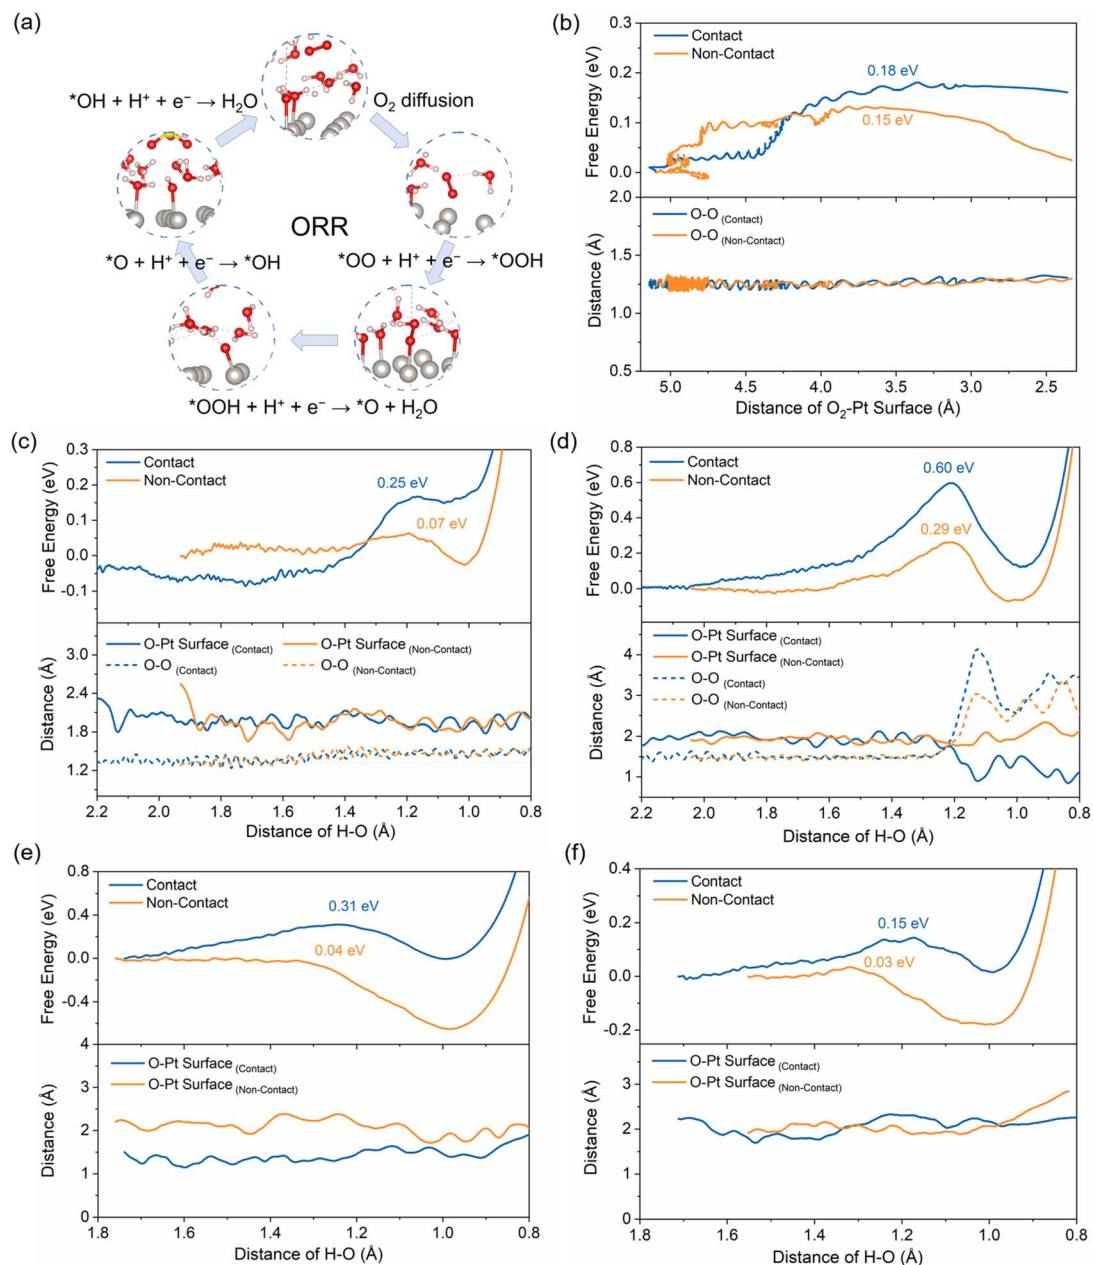 (a)
*OH + H⁺ + e⁻ → H₂O
O₂ diffusion
ORR
*O + H⁺ + e⁻ → *OH
*OO + H⁺ + e⁻ → *OOH
*OOH + H⁺ + e⁻ → *O + H₂O
(b)
Free Energy (eV)
0.3
0.2
0.1
0.0
Contact
Non-Contact
0.18 eV
0.15 eV
Distance (Å)
2.0
1.5
1.0
0.5
O-O (Contact)
O-O (Non-Contact)
5.0 4.5 4.0 3.5 3.0 2.5
Distance of O₂-Pt Surface (Å)
(c)
Free Energy (eV)
0.3
0.2
0.1
0.0
-0.1
Contact
Non-Contact
0.25 eV
0.07 eV
Distance (Å)
3.0
2.4
1.8
1.2
O-Pt Surface (Contact)
O-Pt Surface (Non-Contact)
O-O (Contact)
O-O (Non-Contact)
2.2 2.0 1.8 1.6 1.4 1.2 1.0 0.8
Distance of H-O (Å)
(d)
Free Energy (eV)
0.8
0.6
0.4
0.2
0.0
Contact
Non-Contact
0.60 eV
0.29 eV
Distance (Å)
4
3
2
1
O-Pt Surface (Contact)
O-Pt Surface (Non-Contact)
O-O (Contact)
O-O (Non-Contact)
2.2 2.0 1.8 1.6 1.4 1.2 1.0 0.8
Distance of H-O (Å)
(e)
Free Energy (eV)
0.8
0.4
0.0
-0.4
Contact
Non-Contact
0.31 eV
0.04 eV
Distance (Å)
4
3
2
1
0
O-Pt Surface (Contact)
O-Pt Surface (Non-Contact)
1.8 1.6 1.4 1.2 1.0 0.8
Distance of H-O (Å)
(f)
Free Energy (eV)
0.4
0.2
0.0
-0.2
Contact
Non-Contact
0.15 eV
0.03 eV
Distance (Å)
3
2
1
0
O-Pt Surface (Contact)
O-Pt Surface (Non-Contact)
1.8 1.6 1.4 1.2 1.0 0.8
Distance of H-O (Å)